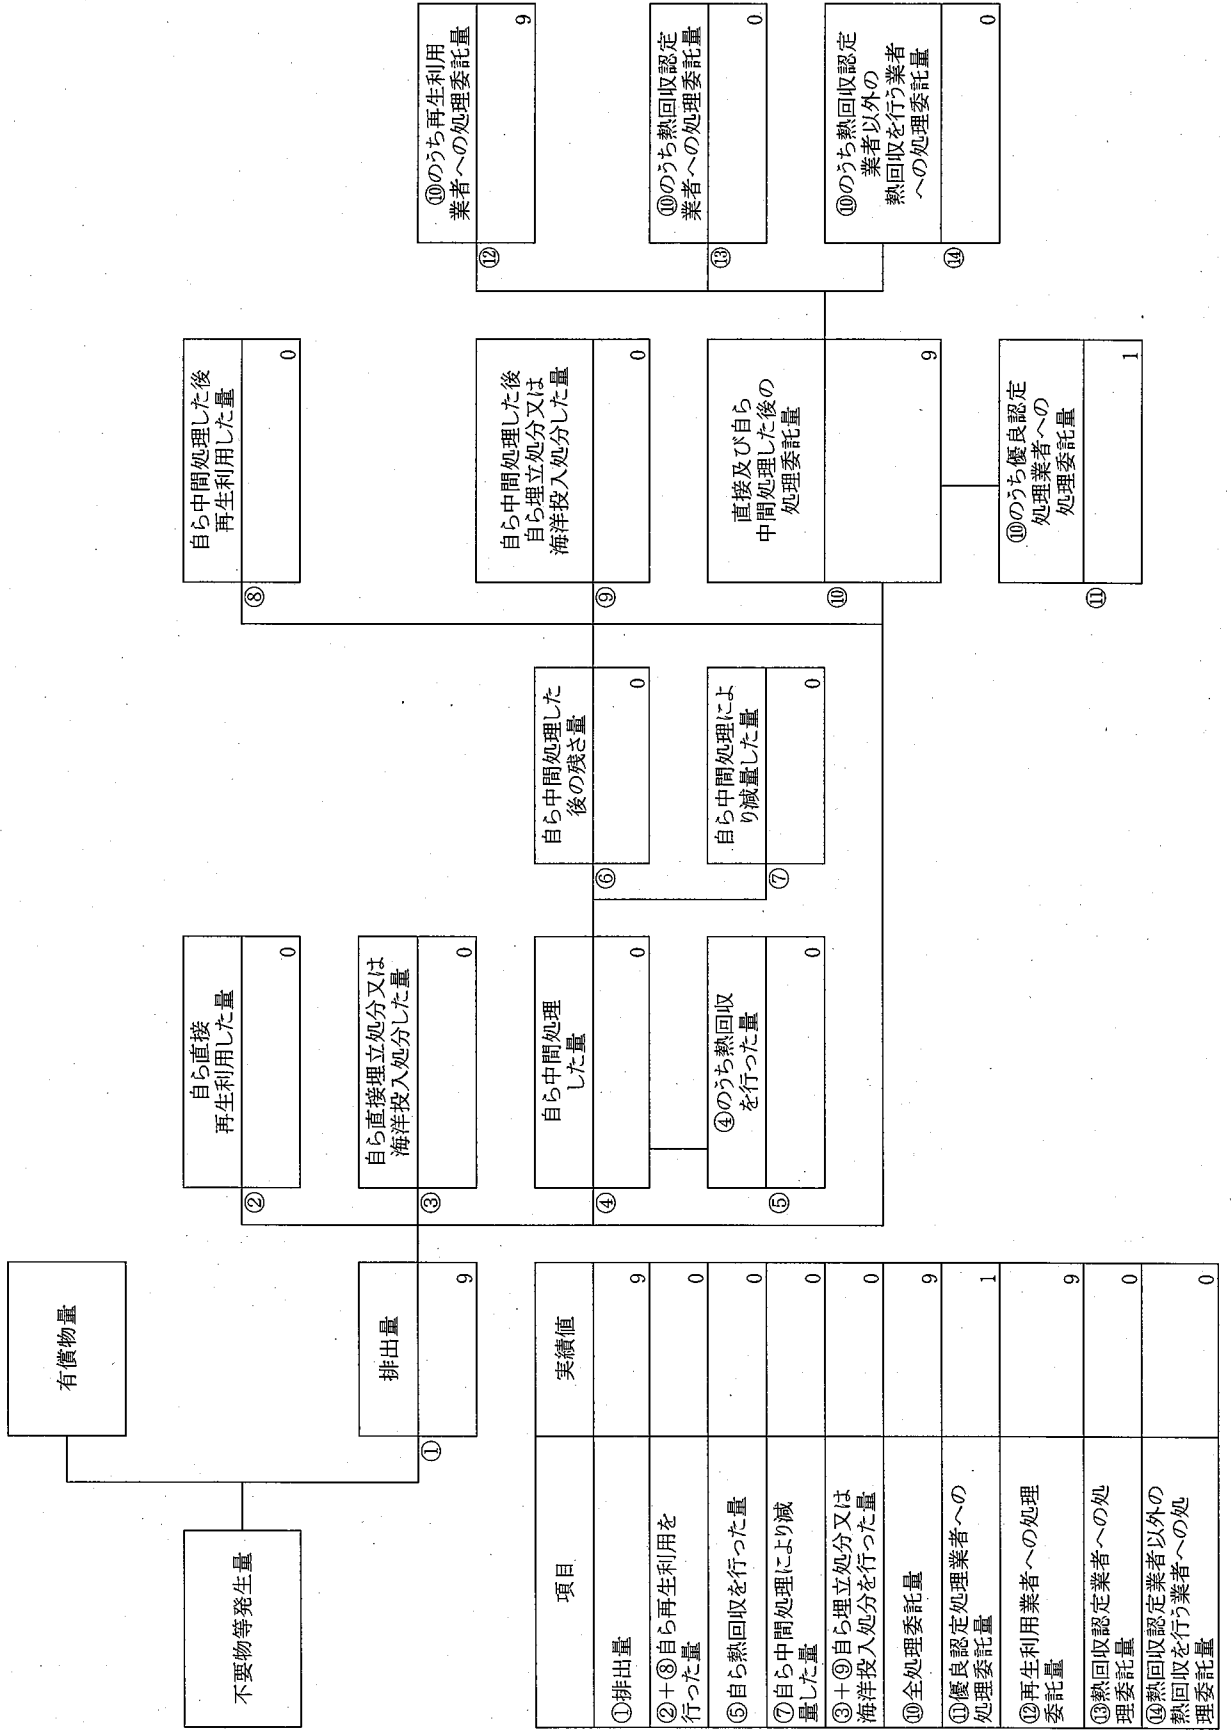 不要物等発生量
有償物量
①
排出量
9
②
自ら直接
再生利用した量
0
③
自ら直接埋立処分又は
海洋投入処分した量
0
④
自ら中間処理
した量
0
⑤
④のうち熱回収
を行った量
0
⑥
自ら中間処理した
後の残さ量
0
⑦
自ら中間処理によ
り減量した量
0
⑧
自ら中間処理した後
再生利用した量
0
⑨
自ら中間処理した後
自ら埋立処分又は
海洋投入処分した量
0
⑩
直接及び自ら
中間処理した後の
処理委託量
9
⑪
⑩のうち優良認定
処理業者への
処理委託量
1
⑫
⑩のうち再生利用
業者への処理委託量
9
⑬
⑩のうち熱回収認定
業者への処理委託量
0
⑭
⑩のうち熱回収認定
業者以外の
熱回収を行う業者
への処理委託量
0
項目 実績値
①排出量 9
②+⑧自ら再生利用を
行った量 0
⑤自ら熱回収を行った量 0
⑦自ら中間処理により減
量した量 0
③+⑨自ら埋立処分又は
海洋投入処分を行った量 0
⑩全処理委託量 9
⑪優良認定処理業者への
処理委託量 1
⑫再生利用業者への処理
委託量 9
⑬熱回収認定業者への処
理委託量 0
⑭熱回収認定業者以外の
熱回収を行う業者への処
理委託量 0